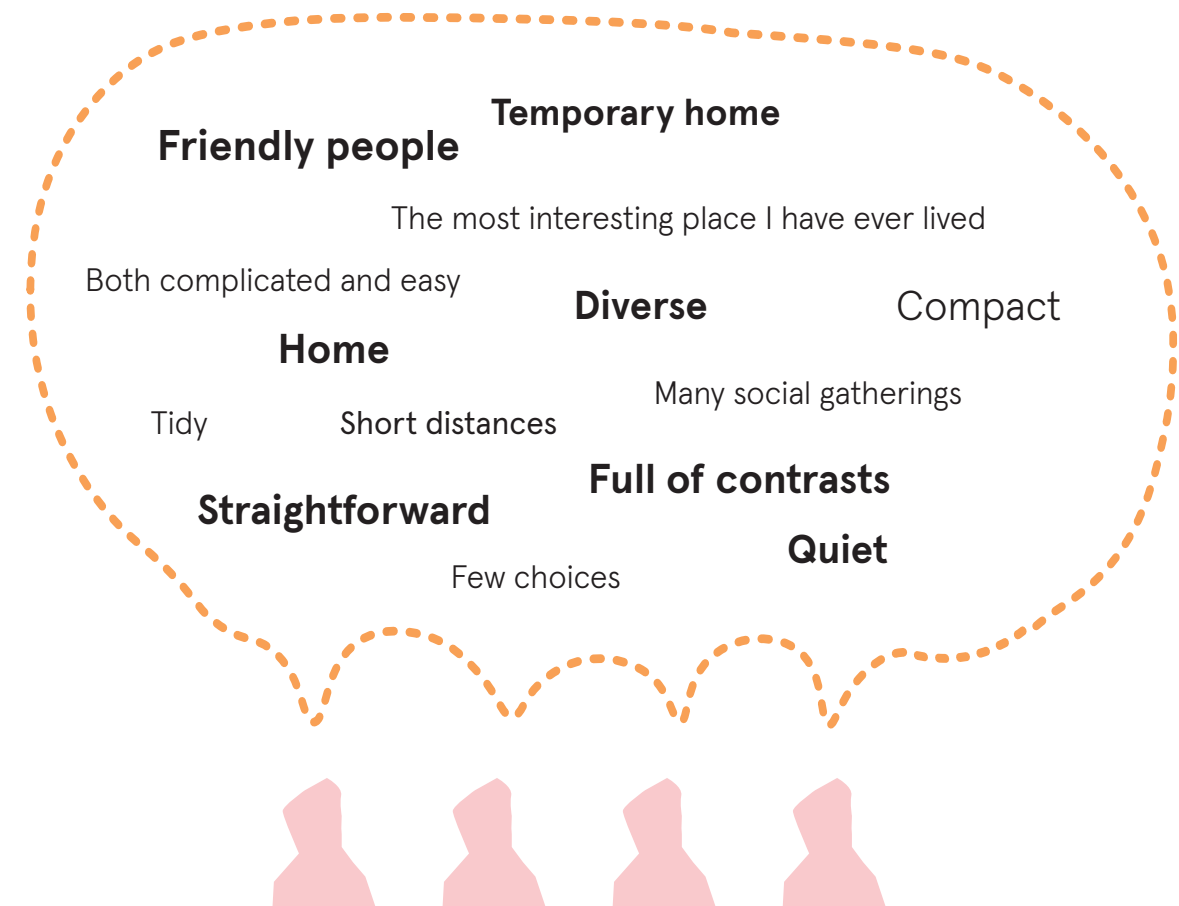 Temporary home
Friendly people
The most interesting place I have ever lived
Both complicated and easy
Diverse
Compact
Home
Many social gatherings
Tidy
Short distances
Full of contrasts
Straightforward
Quiet
Few choices